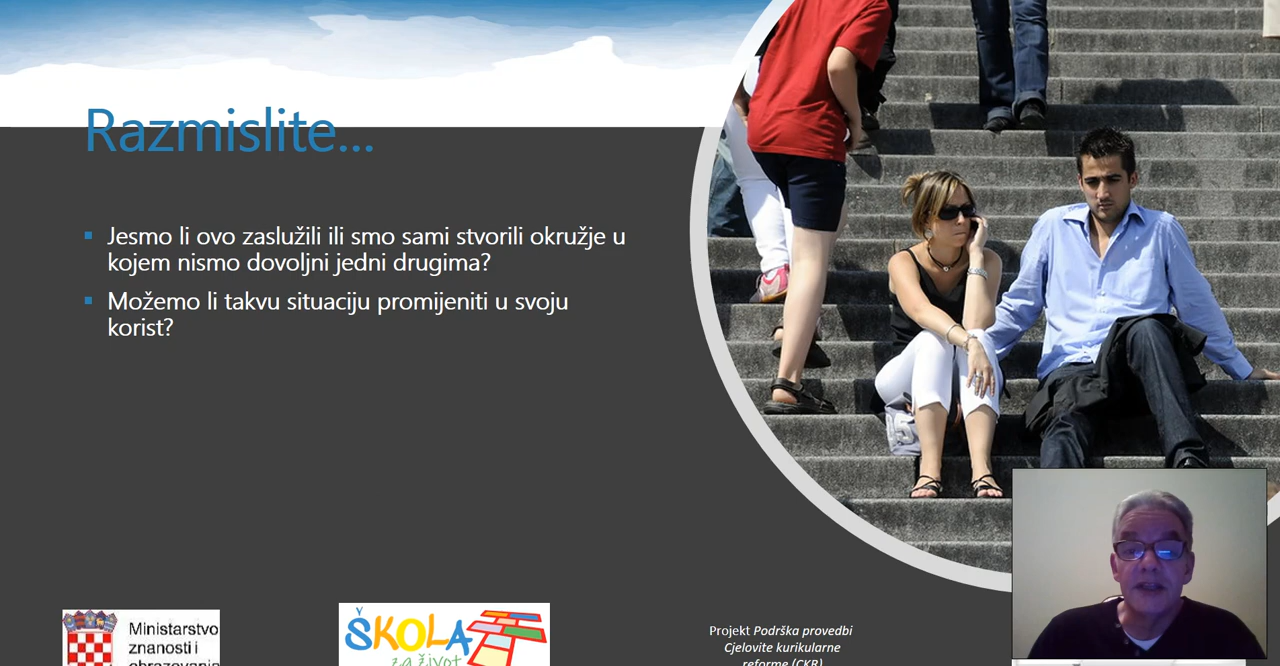 Razmislite...
Jesmo li ovo zaslužili ili smo sami stvorili okružje u
kojem nismo dovoljni jedni drugima?
Možemo li takvu situaciju promijeniti u svoju
korist?
Ministarstvo
znanosti i
obrazovanja
ŠKOLA
za život
Projekt Podrška provedbi
Cjelovite kurikularne
reforme (CKR)